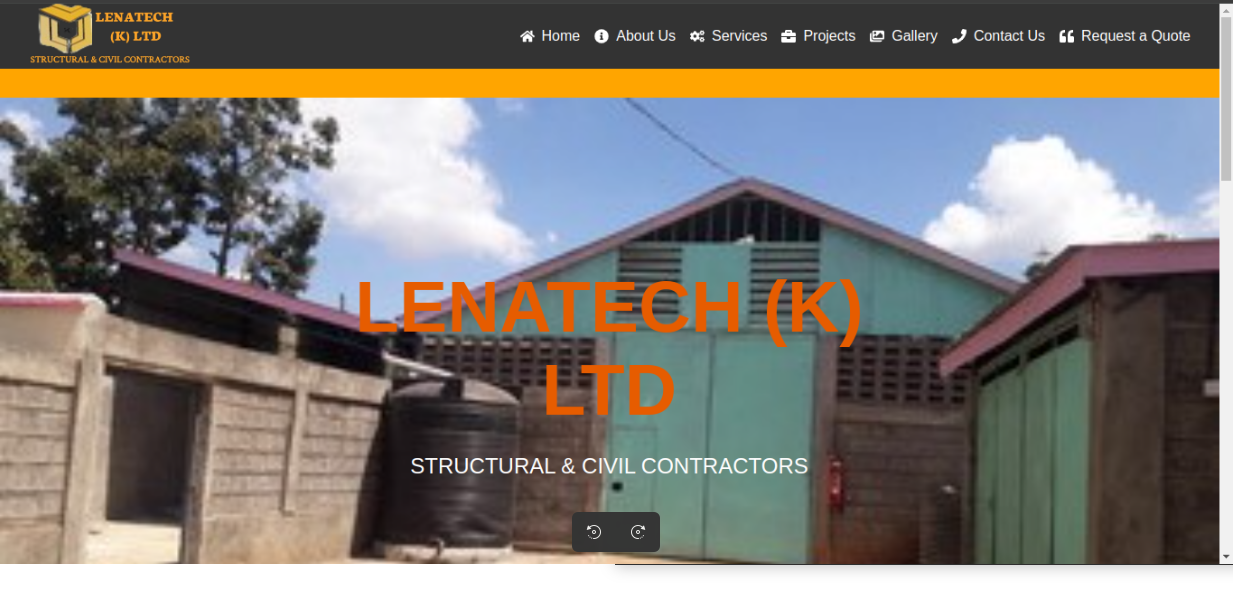 LENATECH
(K) LTD
STRUCTURAL & CIVIL CONTRACTORS
Home About Us Services Projects Gallery Contact Us Request a Quote
LENATECH (K)
LTD
STRUCTURAL & CIVIL CONTRACTORS